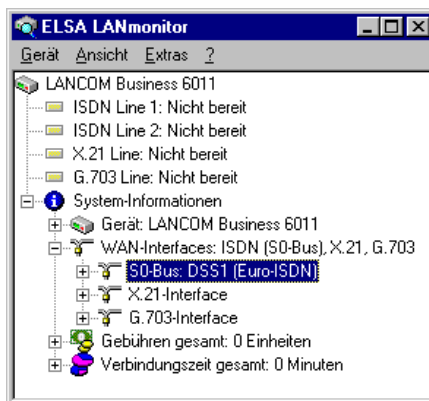 ELSA LANmonitor
Gerät Ansicht Extras ?
LANCOM Business 6011
ISDN Line 1: Nicht bereit
ISDN Line 2: Nicht bereit
X.21 Line: Nicht bereit
G.703 Line: Nicht bereit
System-Informationen
Gerät: LANCOM Business 6011
WAN-Interfaces: ISDN (S0-Bus), X.21, G.703
S0-Bus: DSS1 (Euro-ISDN)
X.21-Interface
G.703-Interface
Gebühren gesamt: 0 Einheiten
Verbindungszeit gesamt: 0 Minuten